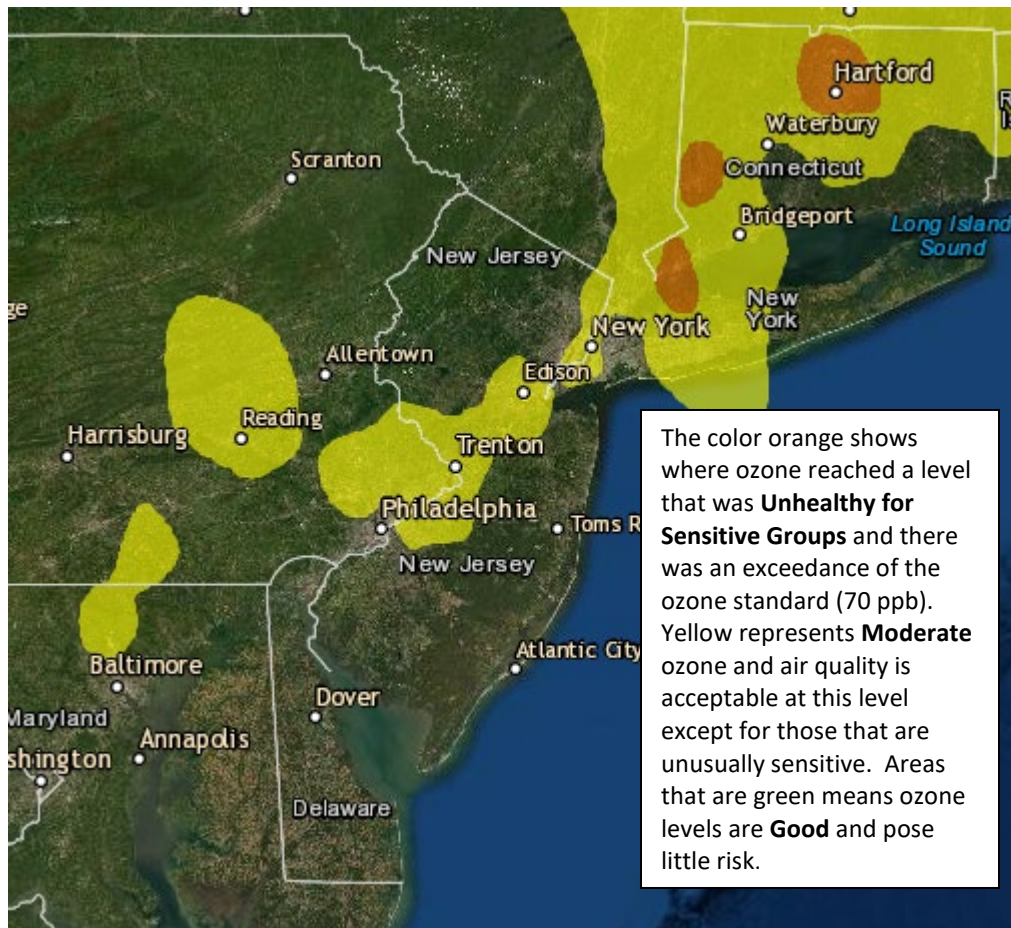 Hartford
Waterbury
Connecticut
Scranton
Bridgeport
Long Island
Sound
New Jersey
New
York
New York
Allentown
Edison
Reading
Harrisburg
Trenton
Philadelphia
Toms R
New Jersey
Atlantic City
Baltimore
Dover
Maryland
Annapolis
shington
Delaware
The color orange shows
where ozone reached a level
that was Unhealthy for
Sensitive Groups and there
was an exceedance of the
ozone standard (70 ppb).
Yellow represents Moderate
ozone and air quality is
acceptable at this level
except for those that are
unusually sensitive. Areas
that are green means ozone
levels are Good and pose
little risk.